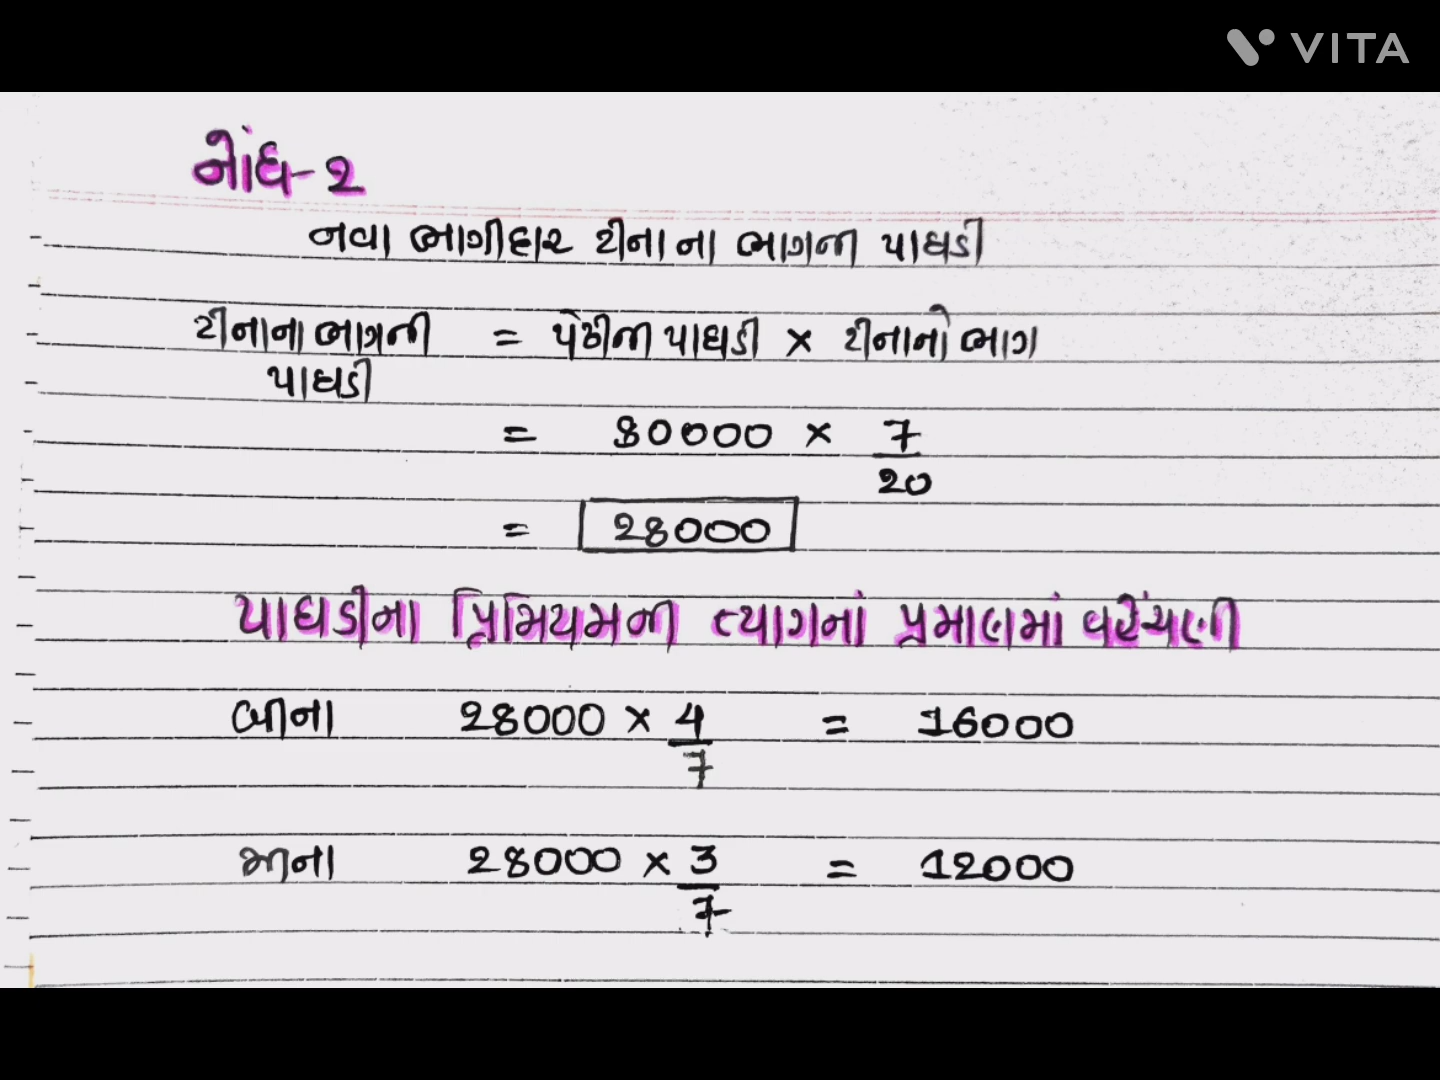 VITA
નોંધ-૨
નવા ભાગીદાર ટીના ના ભાગની પાઘડી
ટીનાના ભાગની = પેઢીની પાઘડી × ટીનાનો ભાગ
પાઘડી
= 80000 × 7/20
= 28000
પાઘડીના પ્રિમિયમની ત્યાગનાં પ્રમાણમાં વહેંચણી
બીના 28000 × 4/7 = 16000
મીના 28000 × 3/7 = 12000